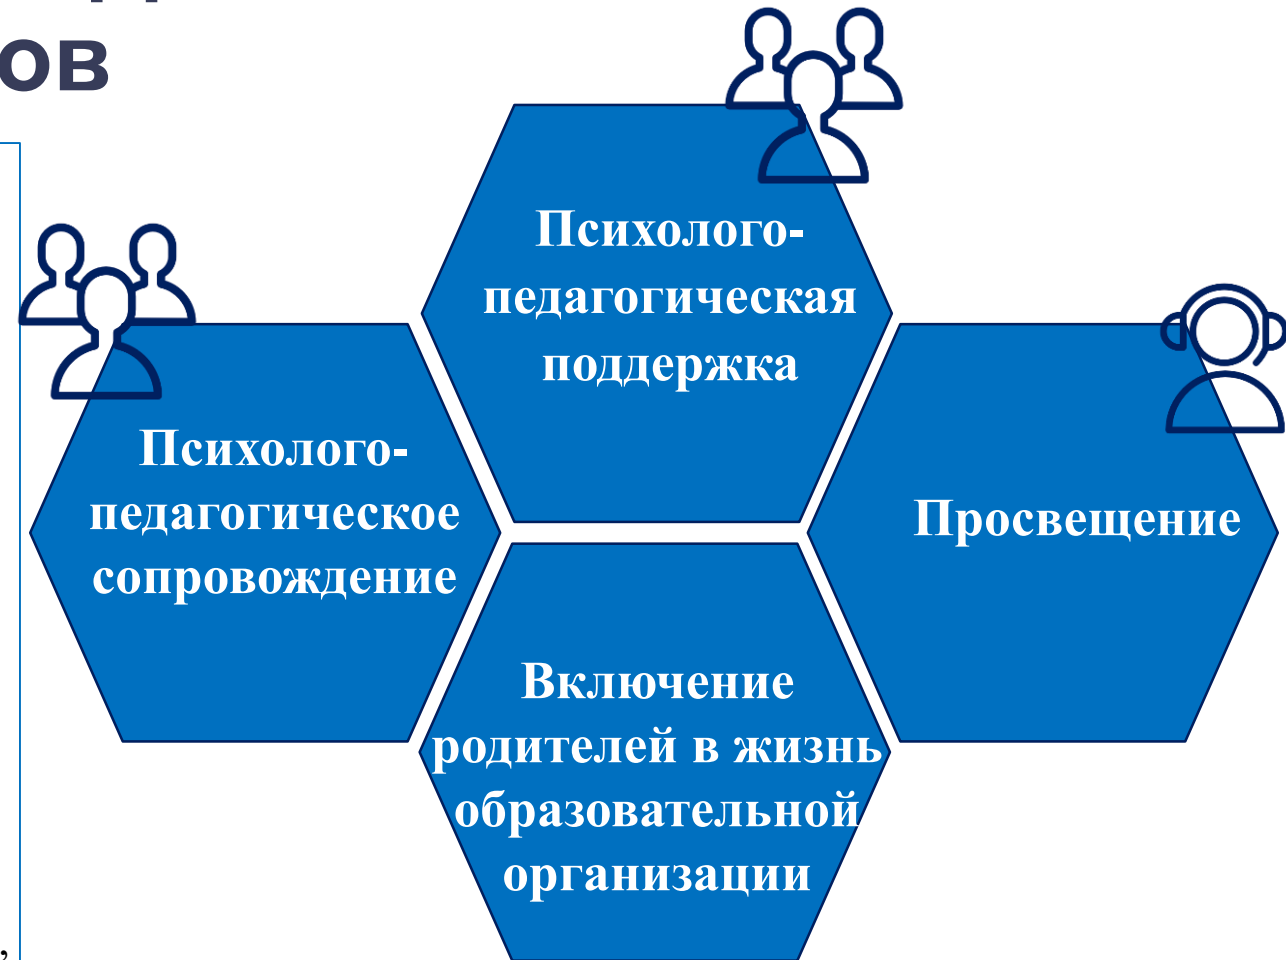 ов
Психолого-
педагогическая
поддержка
Психолого-
педагогическое
сопровождение
Просвещение
Включение
родителей в жизнь
образовательной
организации
,